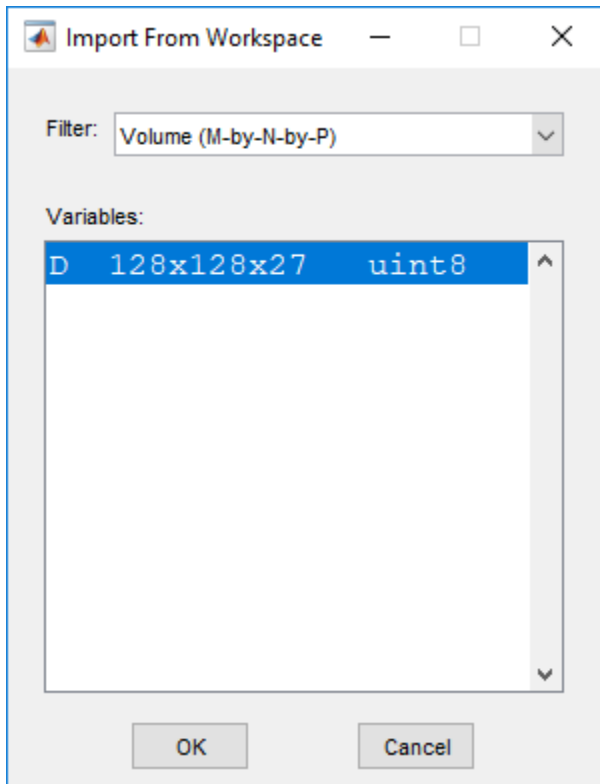 Import From Workspace
Filter: Volume (M-by-N-by-P)
Variables:
D 128x128x27 uint8
OK Cancel